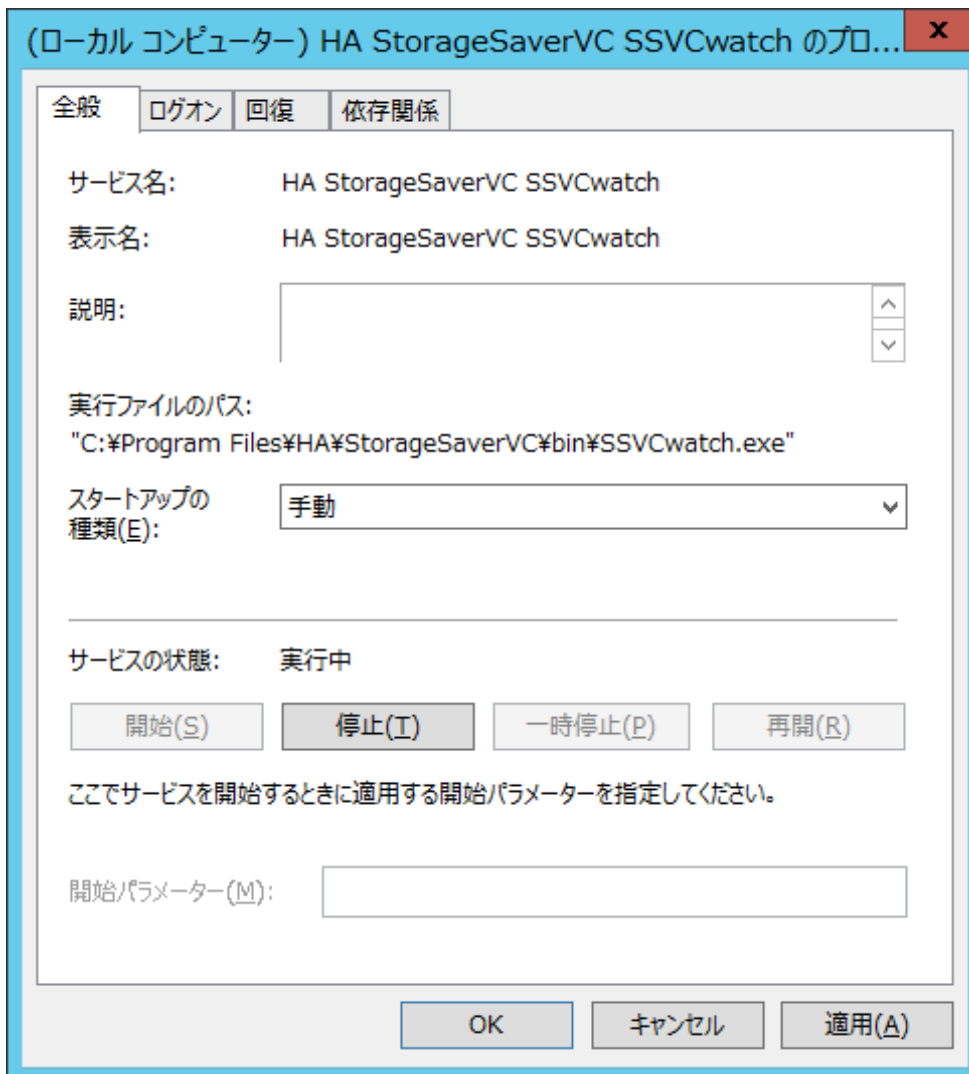 (ローカル コンピューター) HA StorageSaverVC SSVCwatch のプロ...
x
全般 ログオン 回復 依存関係
サービス名: HA StorageSaverVC SSVCwatch
表示名: HA StorageSaverVC SSVCwatch
説明:
実行ファイルのパス:
"C:¥Program Files¥HA¥StorageSaverVC¥bin¥SSVCwatch.exe"
スタートアップの
種類(E): 手動
サービスの状態: 実行中
開始(S) 停止(T) 一時停止(P) 再開(R)
ここでサービスを開始するときに適用する開始パラメーターを指定してください。
開始パラメーター(M):
OK キャンセル 適用(A)